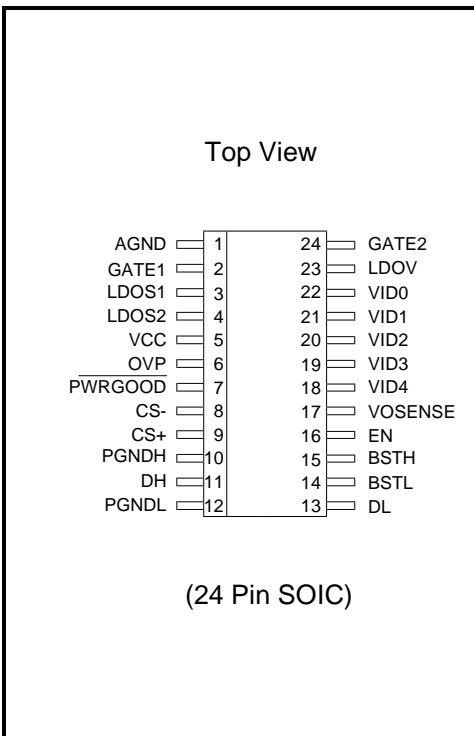 Top View
AGND 1 24 GATE2
GATE1 2 23 LDOV
LDOS1 3 22 VID0
LDOS2 4 21 VID1
VCC 5 20 VID2
OVP 6 19 VID3
PWRGOOD 7 18 VID4
CS- 8 17 VOSENSE
CS+ 9 16 EN
PGNDH 10 15 BSTH
DH 11 14 BSTL
PGNDL 12 13 DL
(24 Pin SOIC)